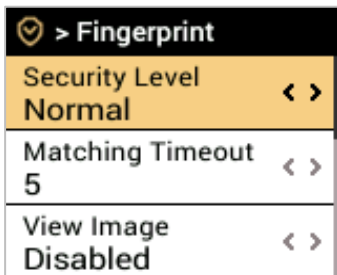 > Fingerprint
Security Level
Normal
Matching Timeout
5
View Image
Disabled